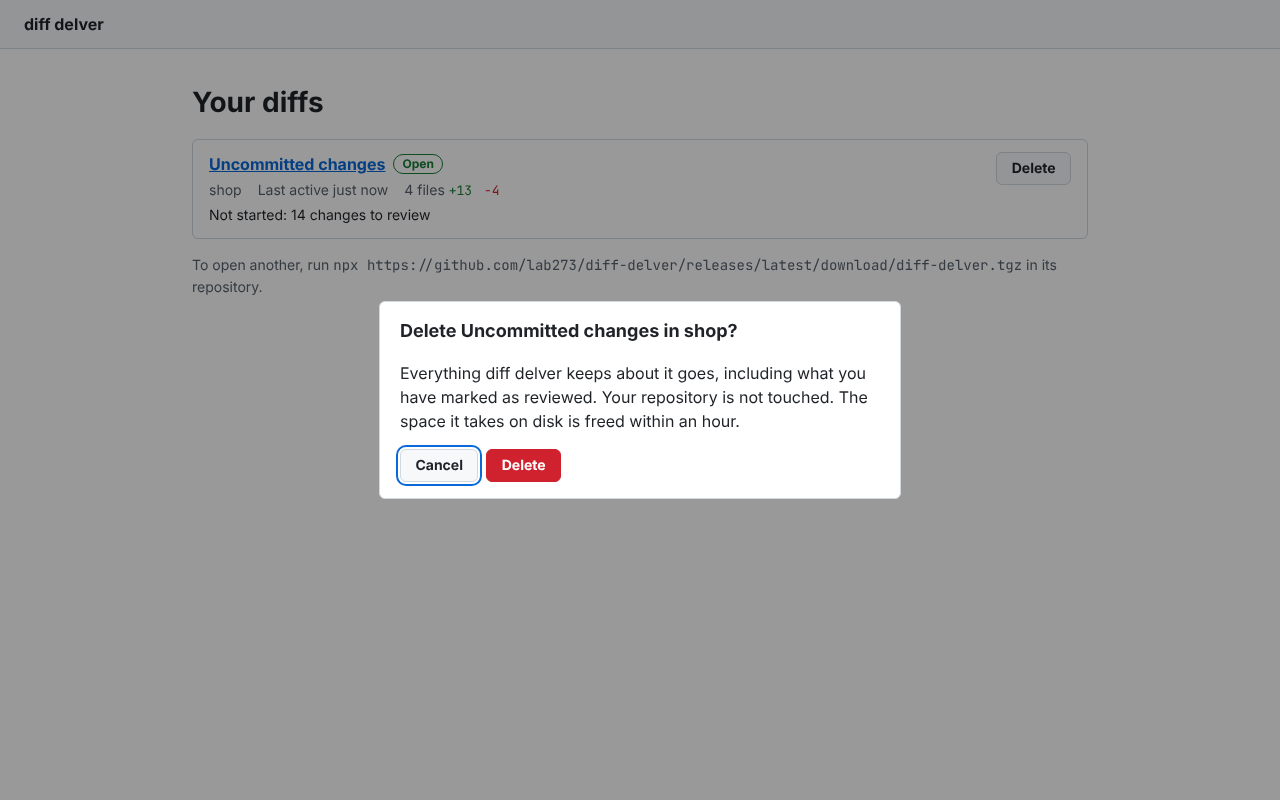 diff delver
Your diffs
Uncommitted changes Open
Delete
shop Last active just now 4 files +13 -4
Not started: 14 changes to review
To open another, run npx https://github.com/lab273/diff-delver/releases/latest/download/diff-delver.tgz in its
repository.
Delete Uncommitted changes in shop?
Everything diff delver keeps about it goes, including what you
have marked as reviewed. Your repository is not touched. The
space it takes on disk is freed within an hour.
Cancel Delete